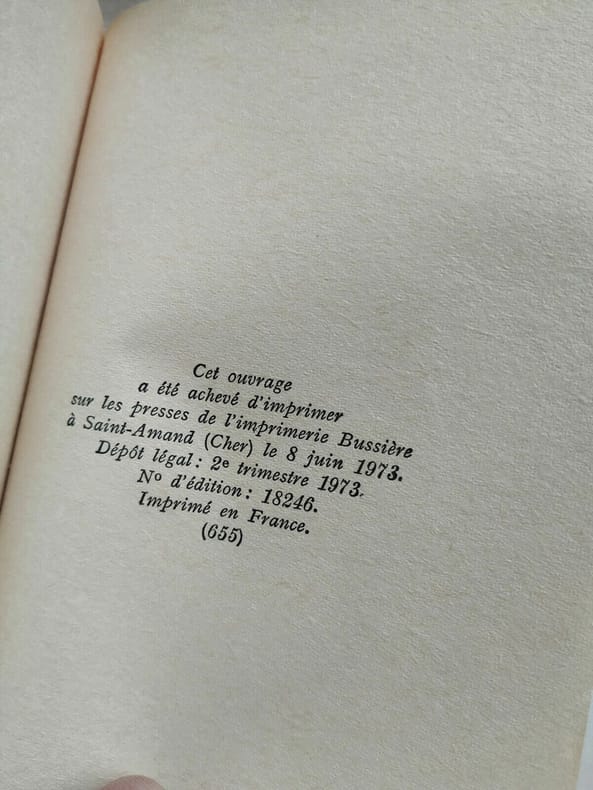 Cet ouvrage
a été achevé d'imprimer
sur les presses de l'imprimerie Bussière
à Saint-Amand (Cher) le 8 juin 1973.
Dépôt légal : 2e trimestre 1973.
No d'édition : 18246.
Imprimé en France.
(655)